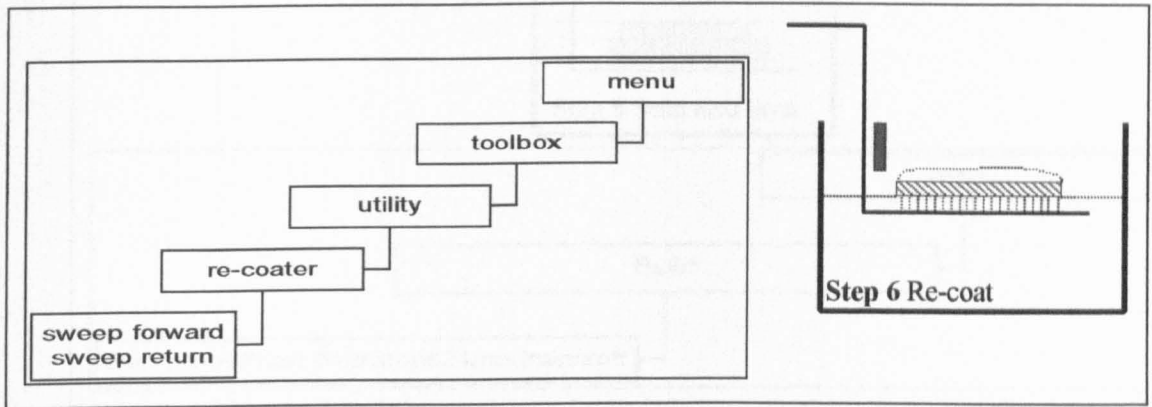 menu
toolbox
utility
re-coater
sweep forward
sweep return
Step 6 Re-coat